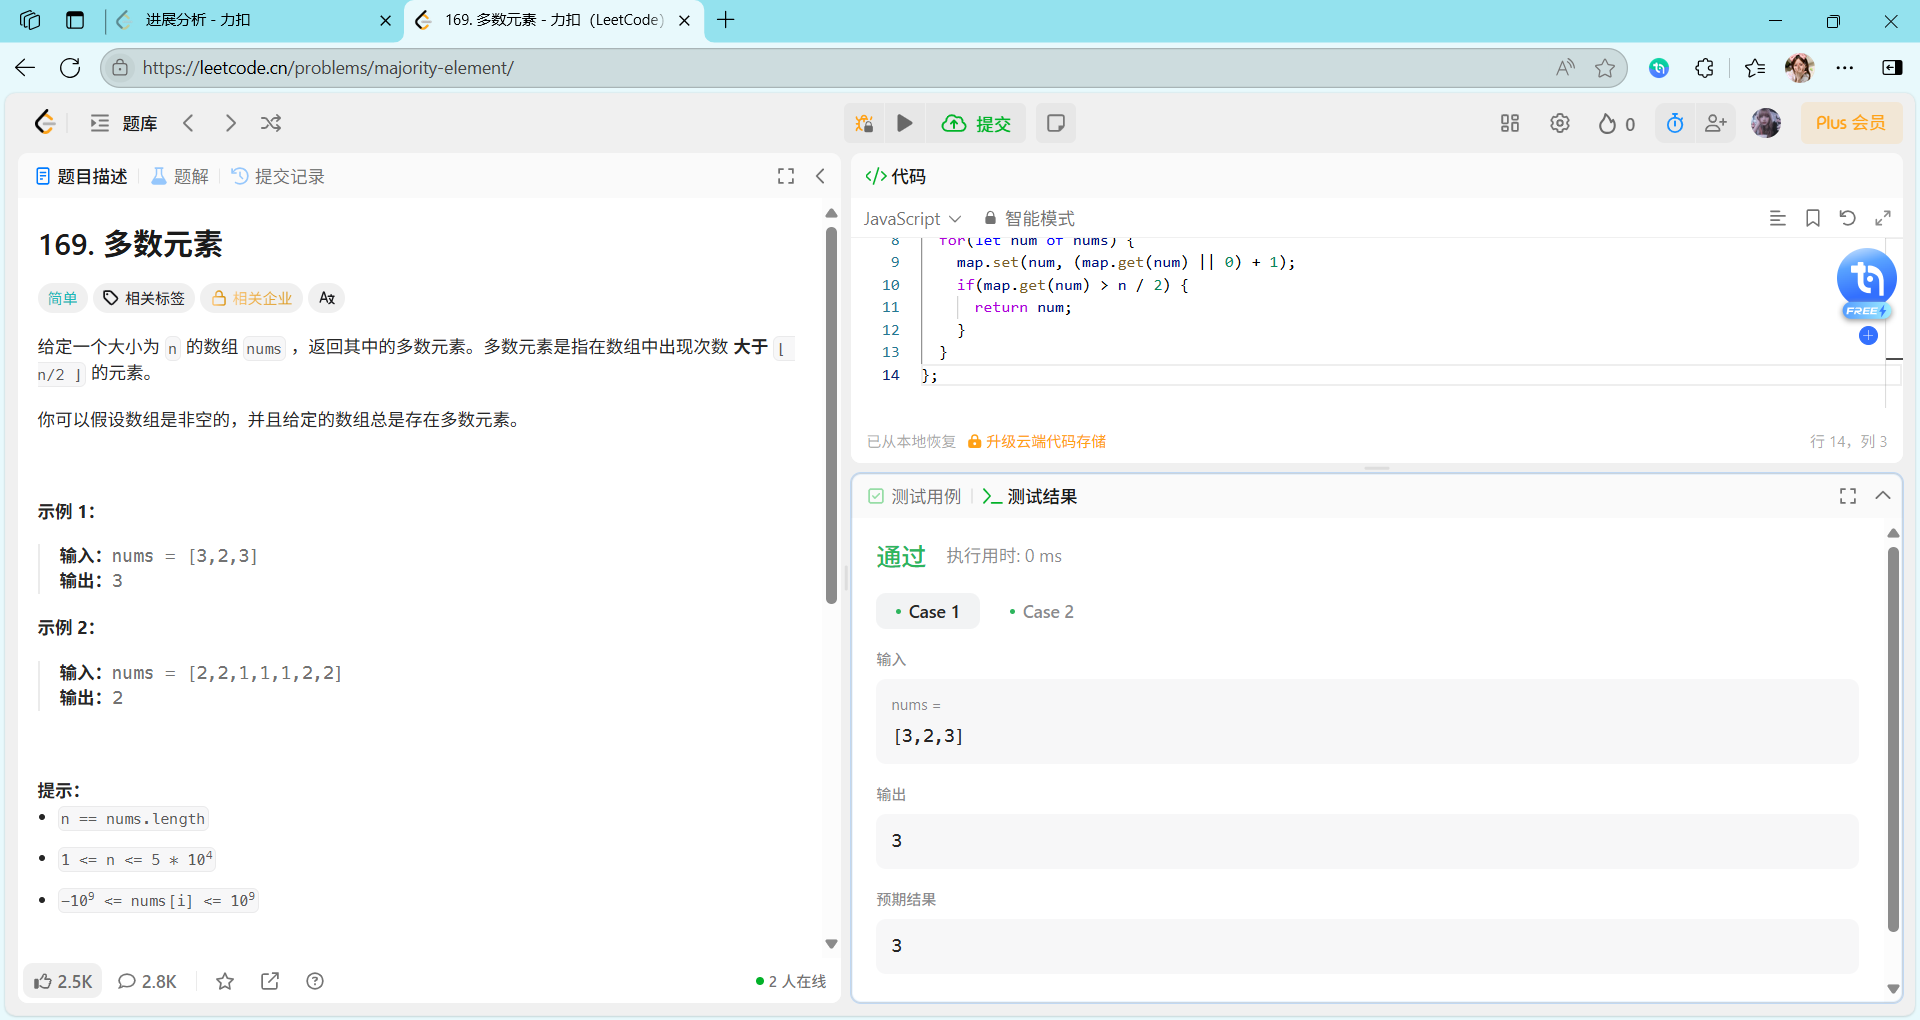 进展分析 - 力扣
169. 多数元素 - 力扣（LeetCode）
https://leetcode.cn/problems/majority-element/
题库
提交
0
Plus 会员
题目描述
题解
提交记录
169. 多数元素
简单
相关标签
相关企业
给定一个大小为 n 的数组 nums ，返回其中的多数元素。多数元素是指在数组中出现次数 大于 ⌊
n/2 ⌋ 的元素。
你可以假设数组是非空的，并且给定的数组总是存在多数元素。
示例 1：
输入：nums = [3,2,3]
输出：3
示例 2：
输入：nums = [2,2,1,1,1,2,2]
输出：2
提示：
n == nums.length
1 <= n <= 5 * 10⁴
-10⁹ <= nums[i] <= 10⁹
2.5K
2.8K
2 人在线
</> 代码
JavaScript
智能模式
8 for(let num of nums) {
9 map.set(num, (map.get(num) || 0) + 1);
10 if(map.get(num) > n / 2) {
11 return num;
12 }
13 }
14 };
FREE
已从本地恢复
升级云端代码存储
行 14，列 3
测试用例
测试结果
通过
执行用时: 0 ms
Case 1
Case 2
输入
nums =
[3,2,3]
输出
3
预期结果
3